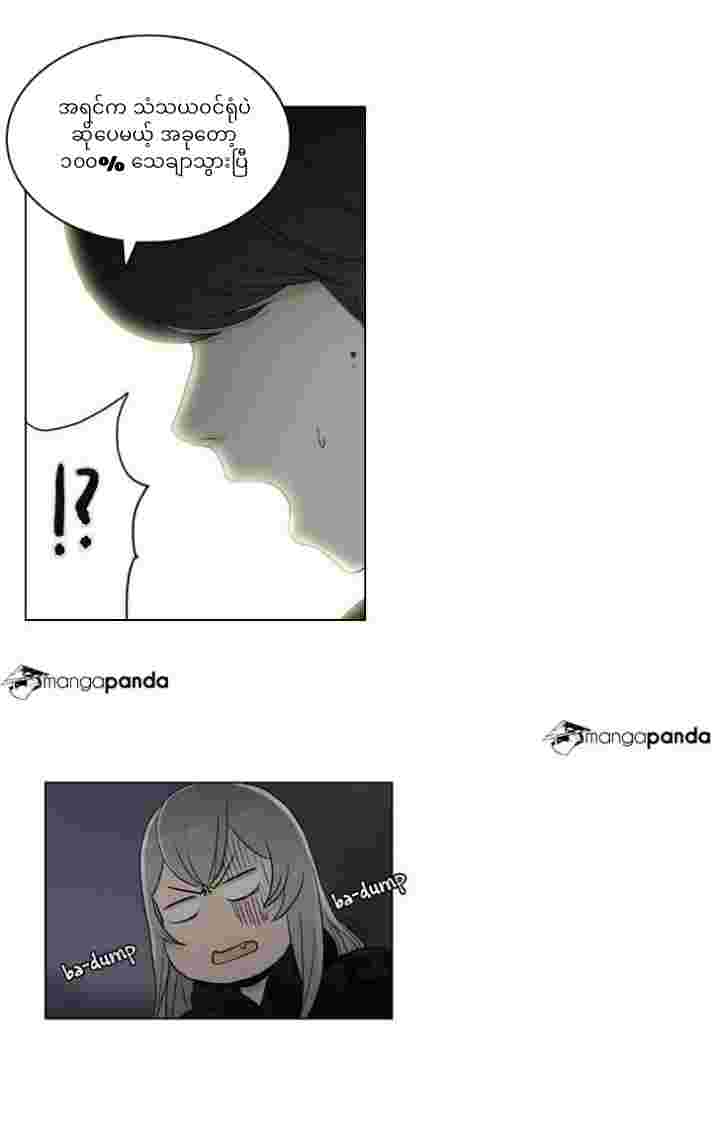 အရင်က သံသယဝင်ရုံပဲ
ဆိုပေမယ့် အခုတော့
၁၀၀% သေချာသွားပြီ
!?
mangapanda
mangapanda
ba-dump
ba-dump